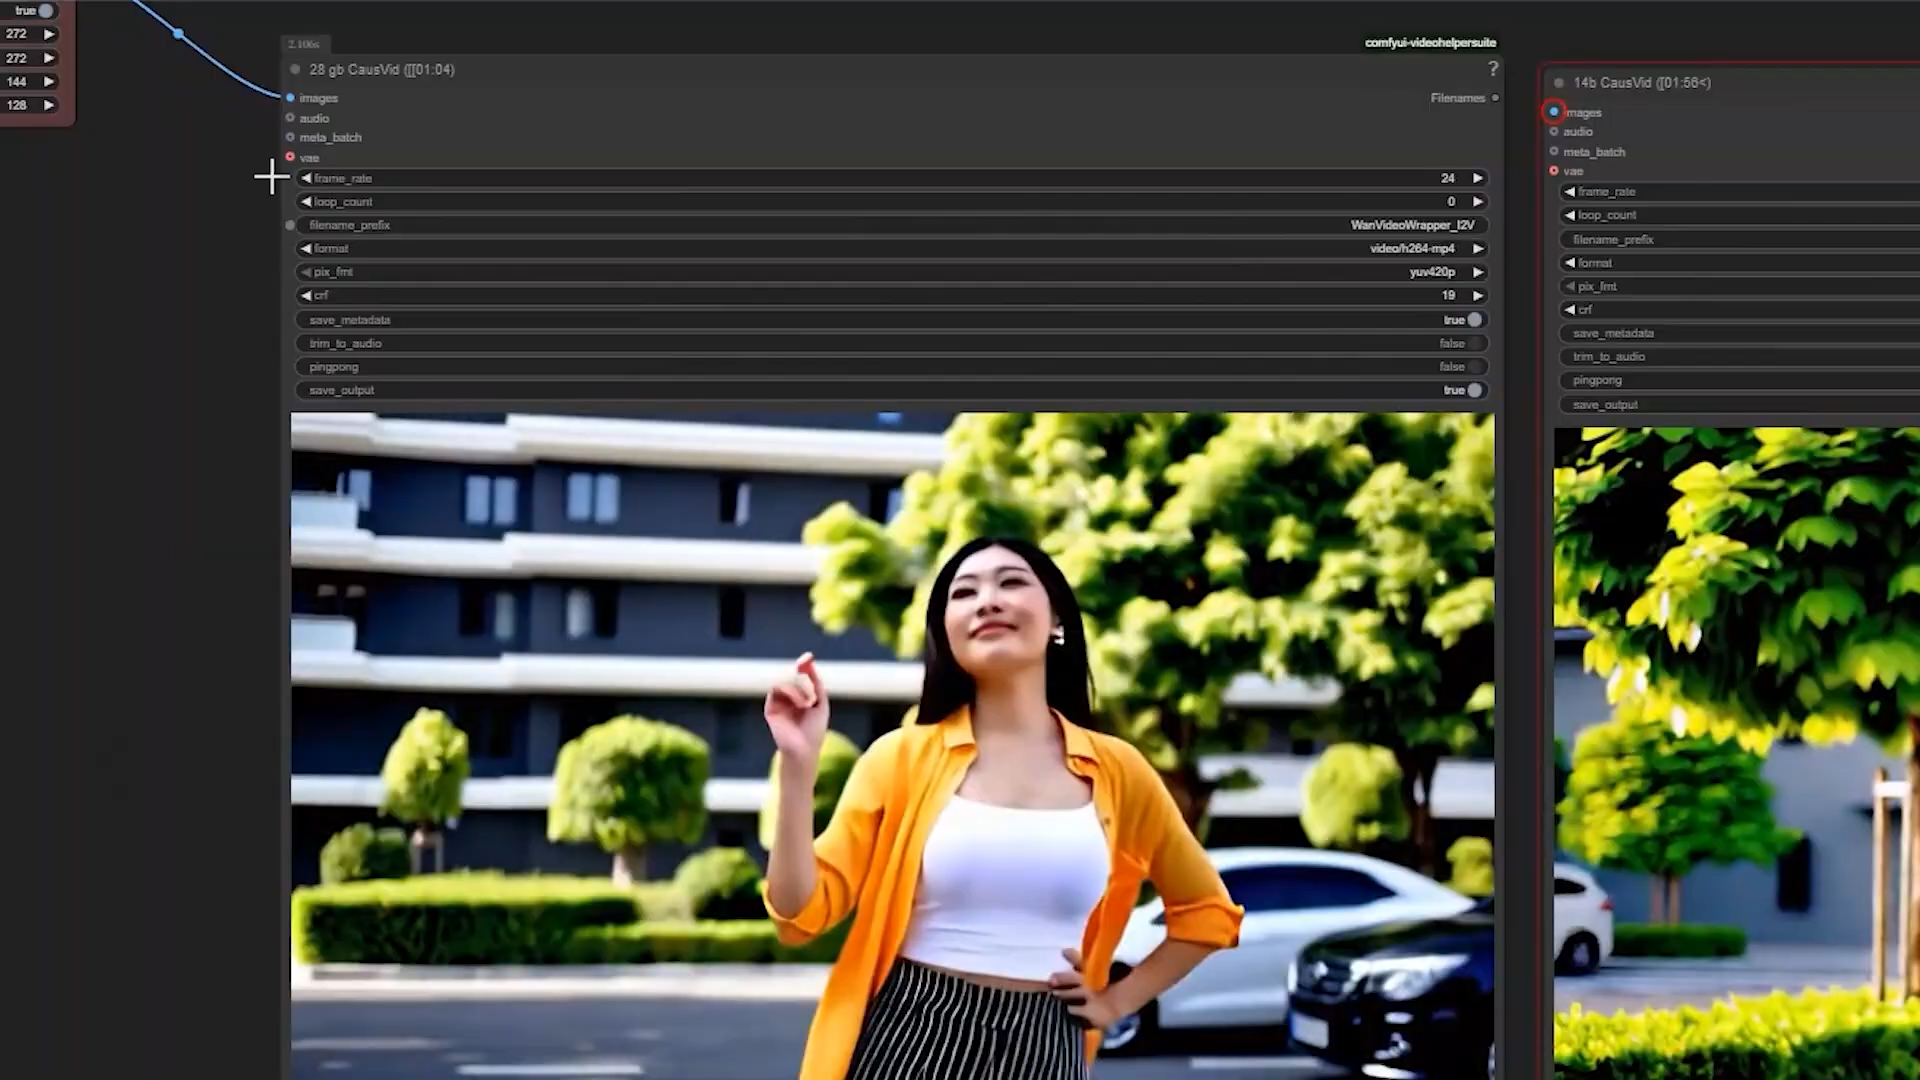 true
272
272
144
128
2.106s
comfyui-videohelpersuite
28 gb CausVid ([[01:04)
?
images
Filenames
audio
meta_batch
vae
frame_rate 24
loop_count 0
filename_prefix WanVideoWrapper_I2V
format video/h264-mp4
pix_fmt yuv420p
crf 19
save_metadata true
trim_to_audio false
pingpong false
save_output true
14b CausVid ([01:56<)
images
audio
meta_batch
vae
frame_rate
loop_count
filename_prefix
format
pix_fmt
crf
save_metadata
trim_to_audio
pingpong
save_output